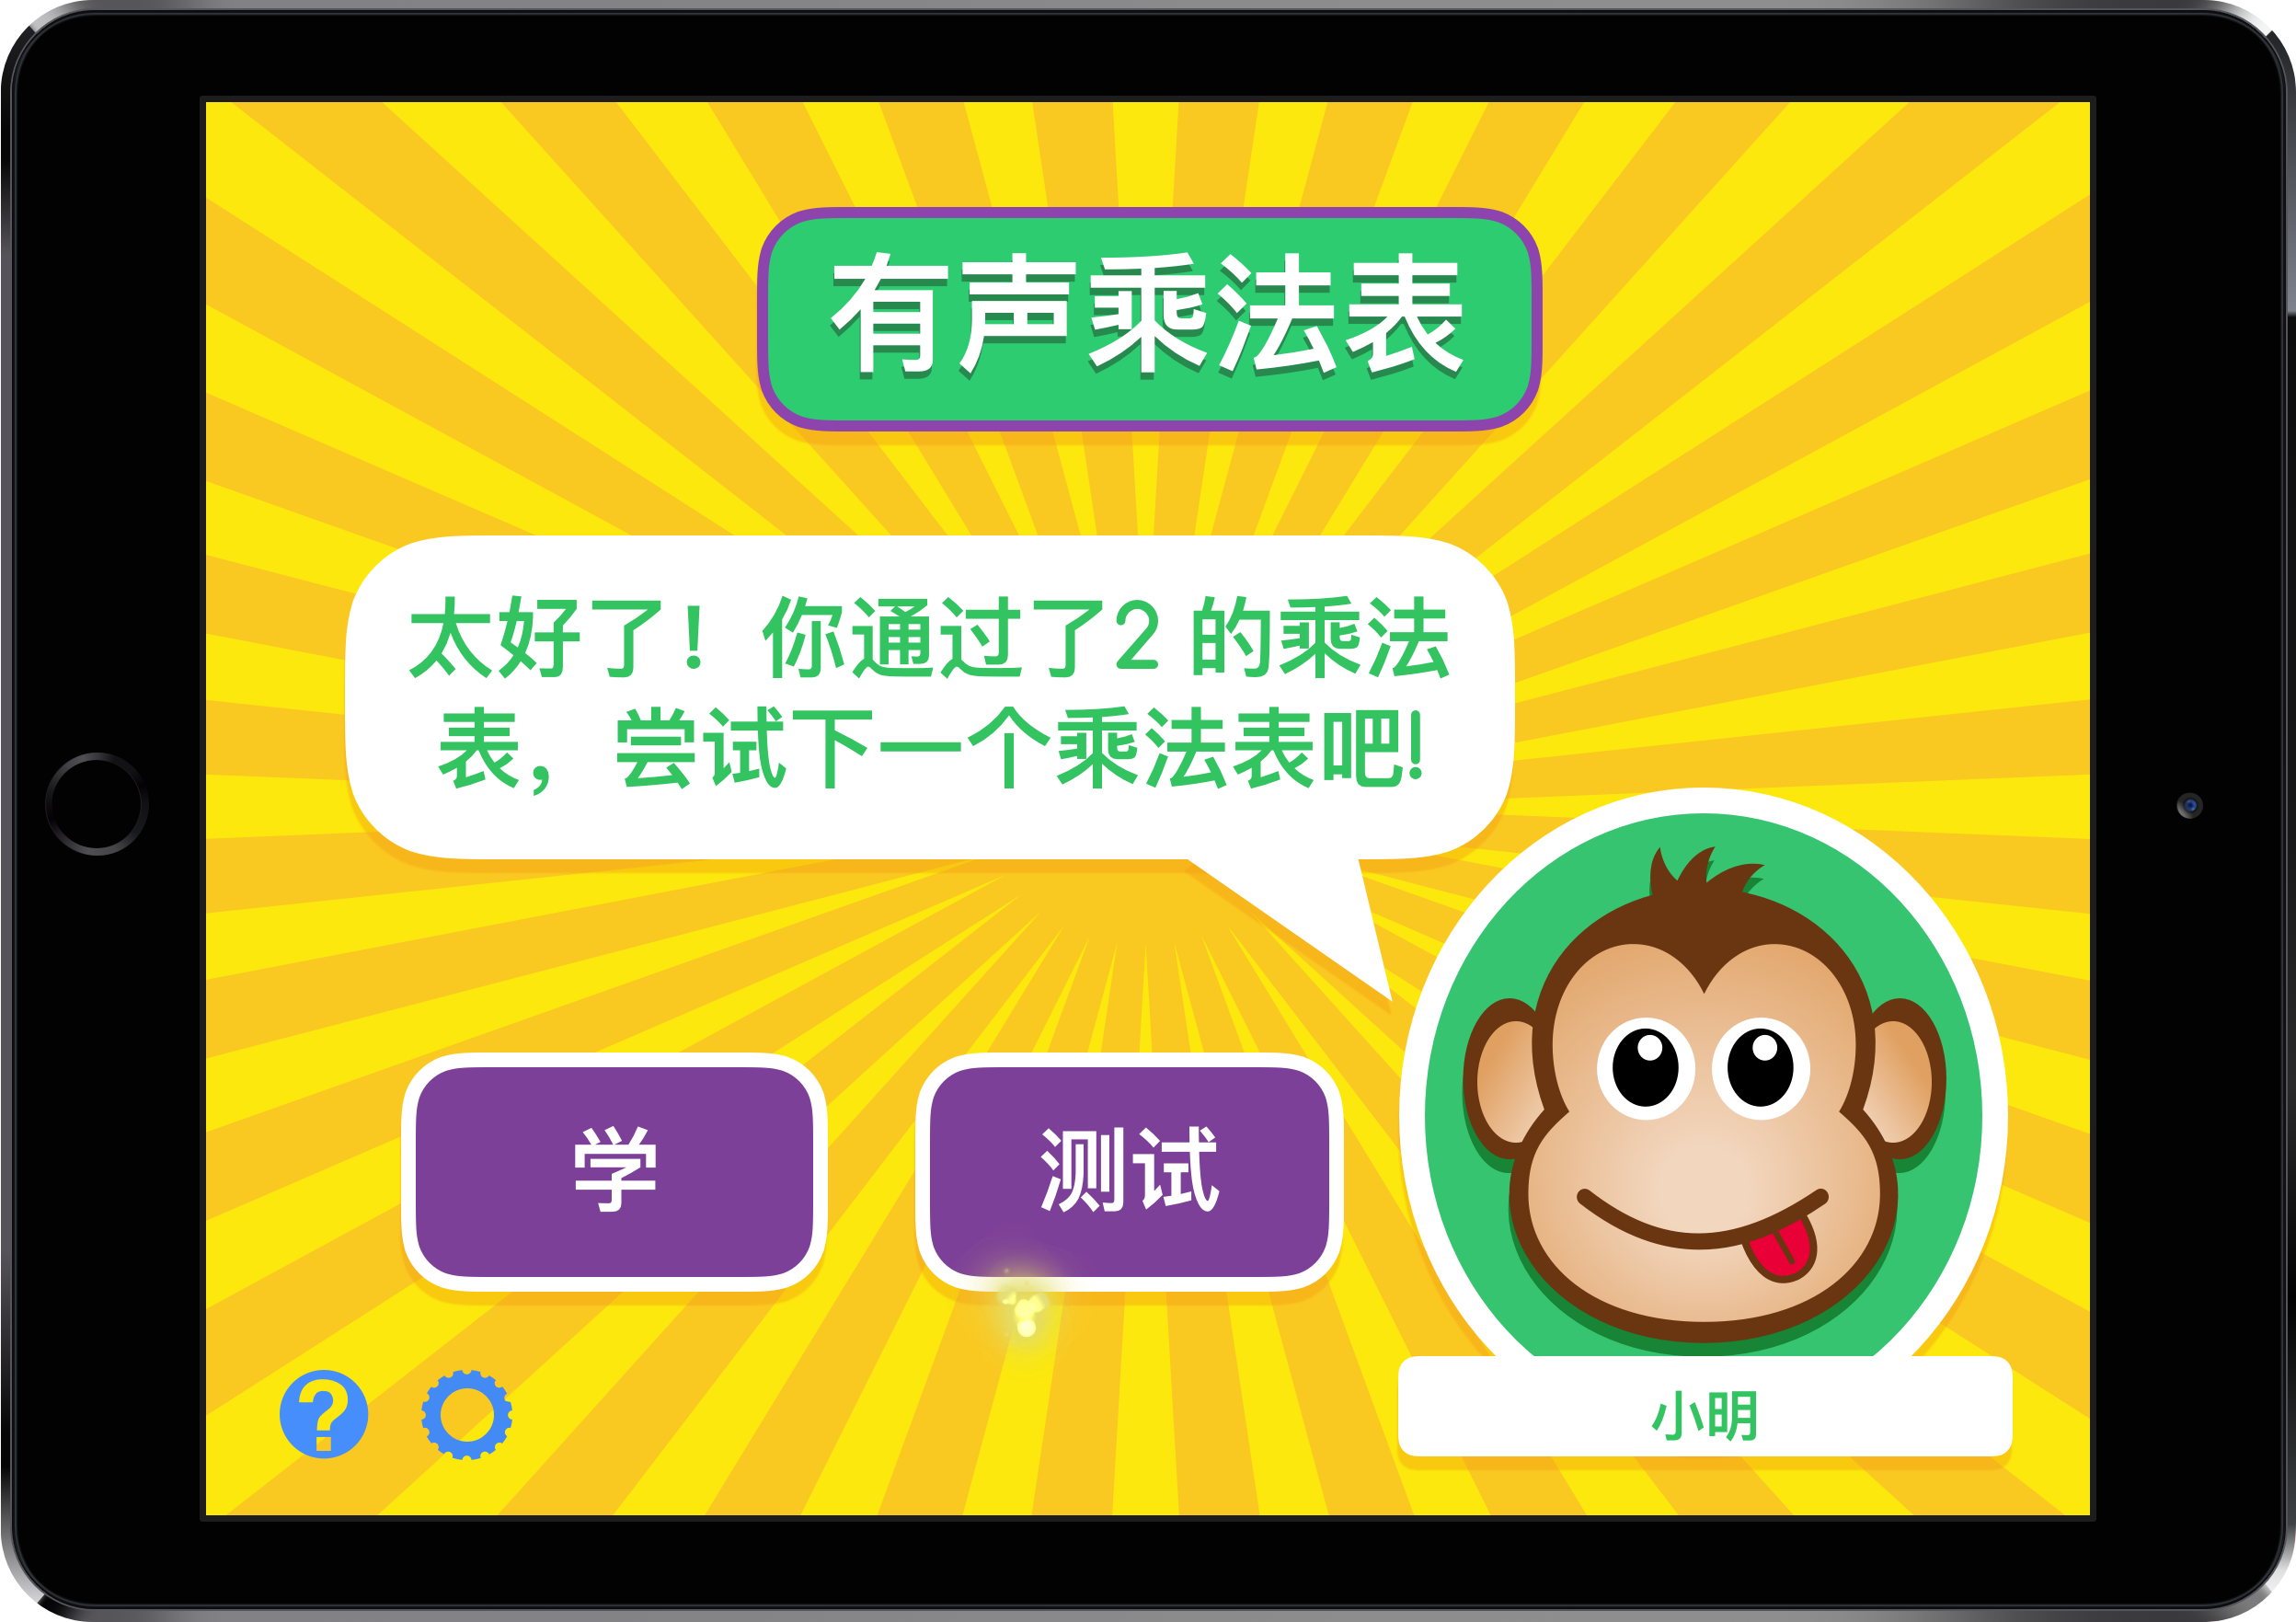 有声乘法表
太好了！你通过了2 的乘法
表，尝试下一个乘法表吧!
学
测试
?
小明